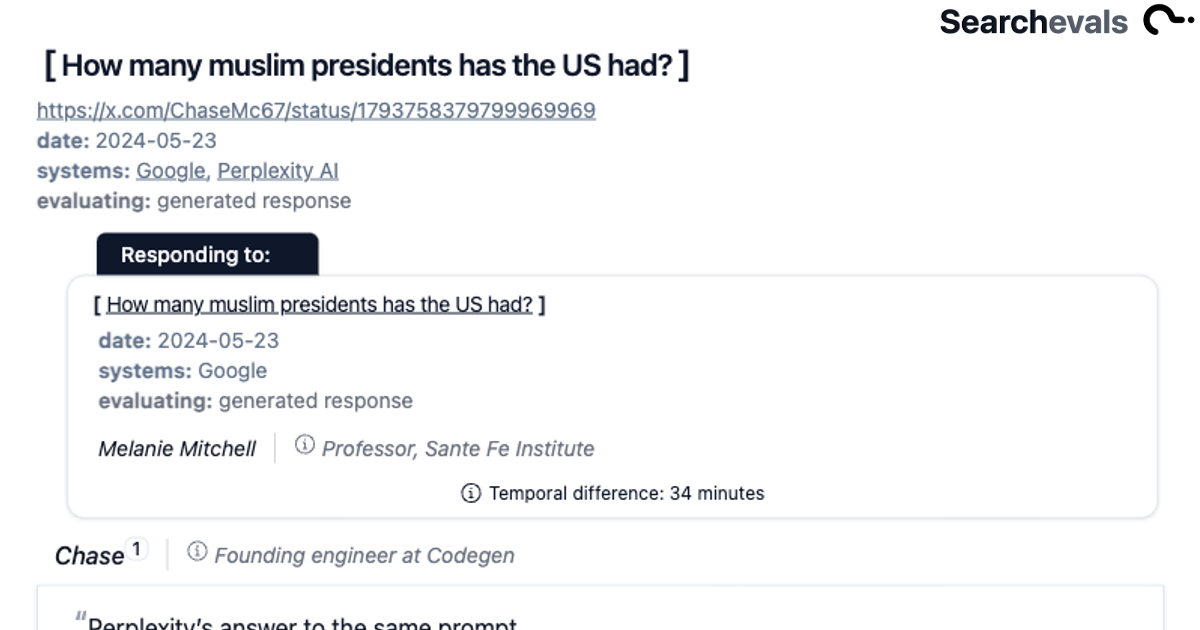 Searchevals
[ How many muslim presidents has the US had? ]
https://x.com/ChaseMc67/status/1793758379799969969
date: 2024-05-23
systems: Google, Perplexity AI
evaluating: generated response
Responding to:
[ How many muslim presidents has the US had? ]
date: 2024-05-23
systems: Google
evaluating: generated response
Melanie Mitchell | Professor, Sante Fe Institute
Temporal difference: 34 minutes
Chase 1 | Founding engineer at Codegen
"Perplexity's answer to the same prompt